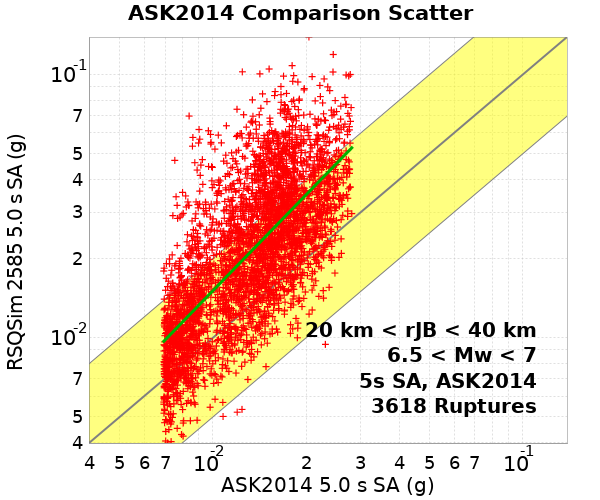 ASK2014 Comparison Scatter
RSQSim 2585 5.0 s SA (g)
10^-1
7
5
4
3
2
10^-2
7
5
4
20 km < rJB < 40 km
6.5 < Mw < 7
5s SA, ASK2014
3618 Ruptures
4 5 6 7 10^-2 2 3 4 5 6 7 10^-1
ASK2014 5.0 s SA (g)